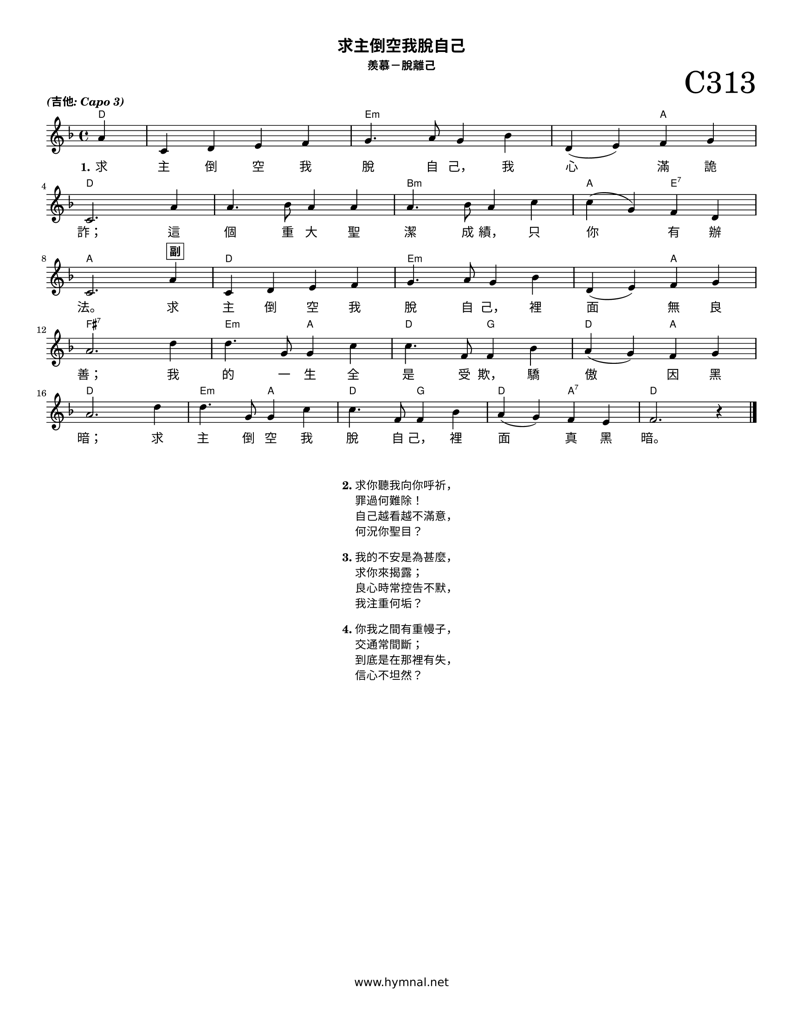 求主倒空我脫自己
羨慕－脫離己
C313
(吉他: Capo 3)
D Em A
1. 求 主 倒 空 我 脫 自 己， 我 心 滿 詭
4 D Bm A E7
詐； 這 個 重 大 聖 潔 成 績， 只 你 有 辦
副
8 A D Em A
法。 求 主 倒 空 我 脫 自 己， 裡 面 無 良
12 F#7 Em A D G D A
善； 我 的 一 生 全 是 受 欺， 驕 傲 因 黑
16 D Em A D G D A7 D
暗； 求 主 倒 空 我 脫 自 己， 裡 面 真 黑 暗。
2. 求你聽我向你呼祈，
罪過何難除！
自己越看越不滿意，
何況你聖目？
3. 我的不安是為甚麼，
求你來揭露；
良心時常控告不默，
我注重何垢？
4. 你我之間有重幔子，
交通常間斷；
到底是在那裡有失，
信心不坦然？
www.hymnal.net